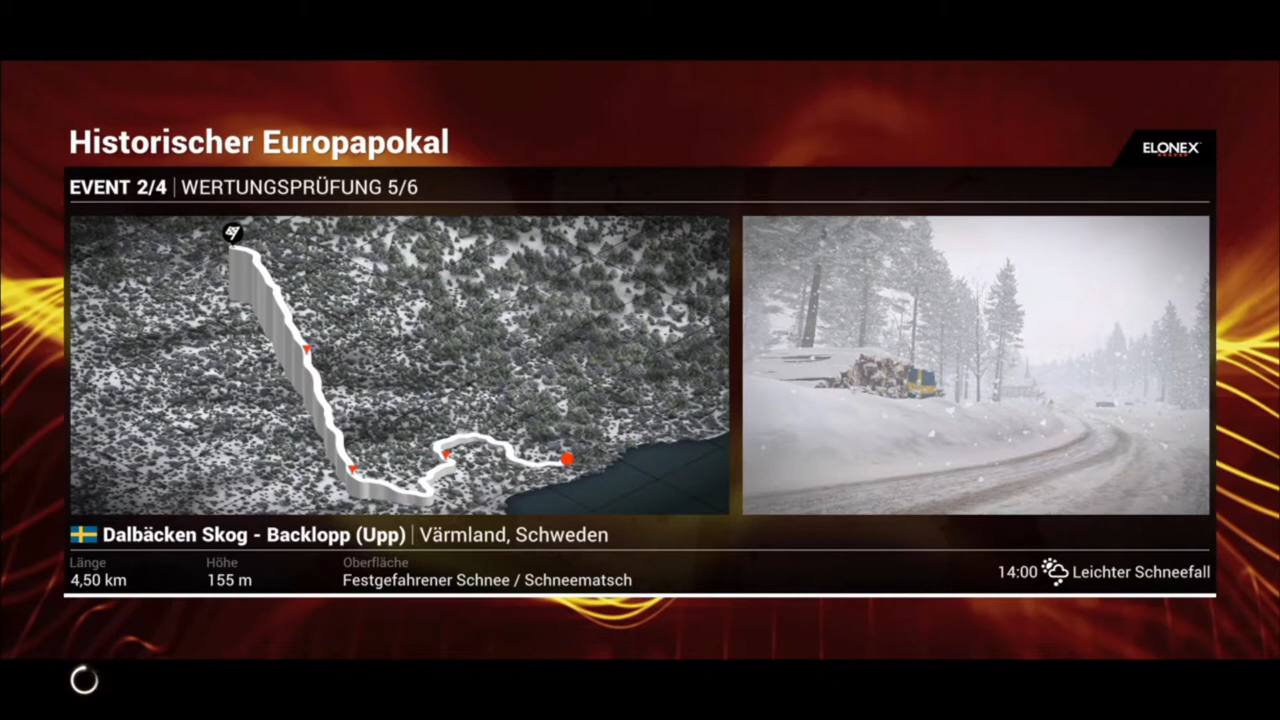 Historischer Europapokal
ELONEX
EVENT 2/4 | WERTUNGSPRÜFUNG 5/6
Dalbäcken Skog - Backlopp (Upp) | Värmland, Schweden
Länge Höhe Oberfläche
4,50 km 155 m Festgefahrener Schnee / Schneematsch
14:00 Leichter Schneefall